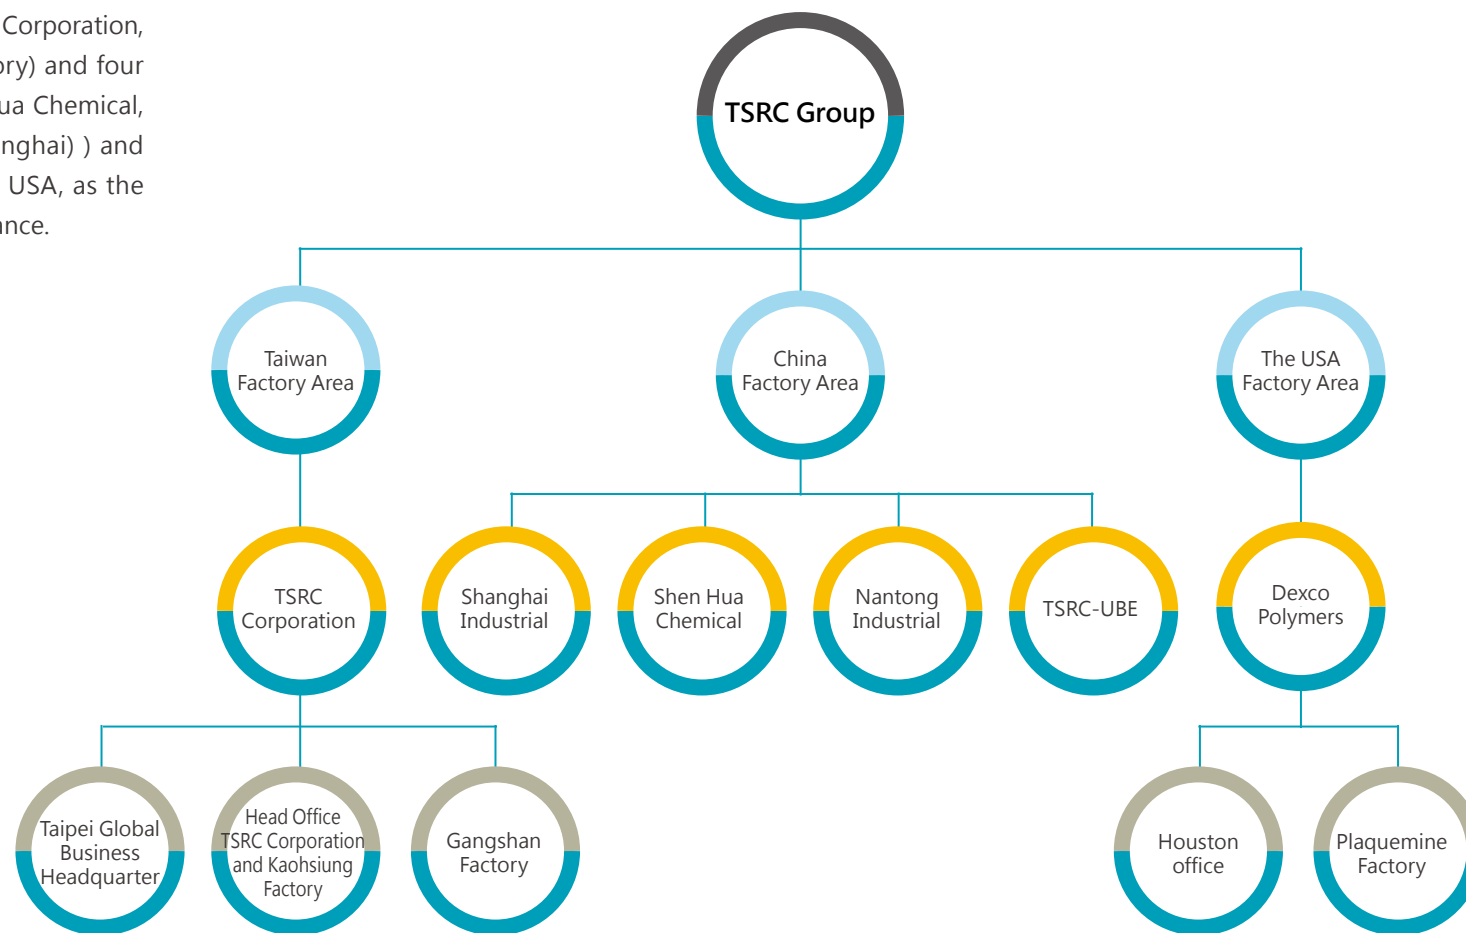 Corporation,
ory) and four
ua Chemical,
nghai) ) and
USA, as the
ance.
TSRC Group
Taiwan
Factory Area
China
Factory Area
The USA
Factory Area
TSRC
Corporation
Shanghai
Industrial
Shen Hua
Chemical
Nantong
Industrial
TSRC-UBE
Dexco
Polymers
Taipei Global
Business
Headquarter
Head Office
TSRC Corporation
and Kaohsiung
Factory
Gangshan
Factory
Houston
office
Plaquemine
Factory